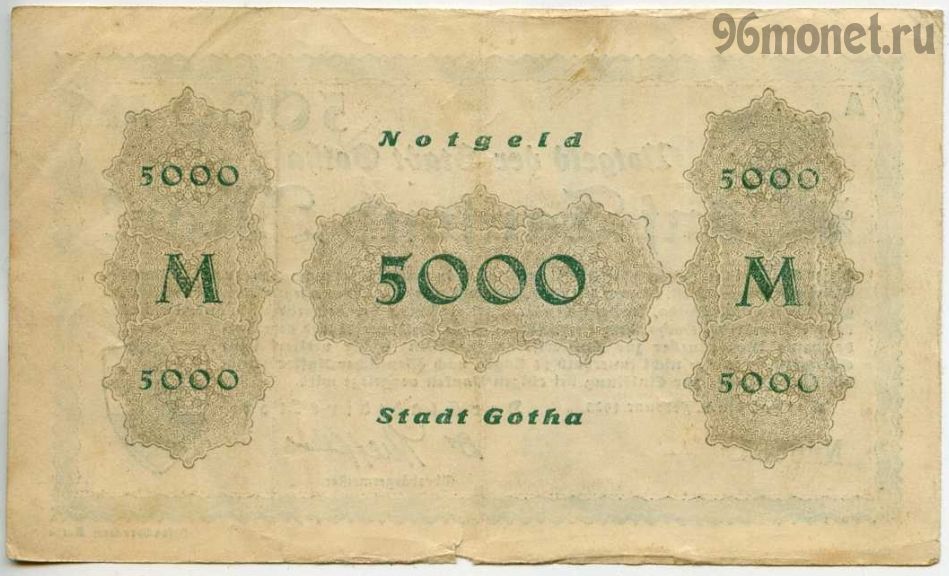 96monet.ru
Notgeld
5000 5000
M 5000 M
5000 5000
Stadt Gotha